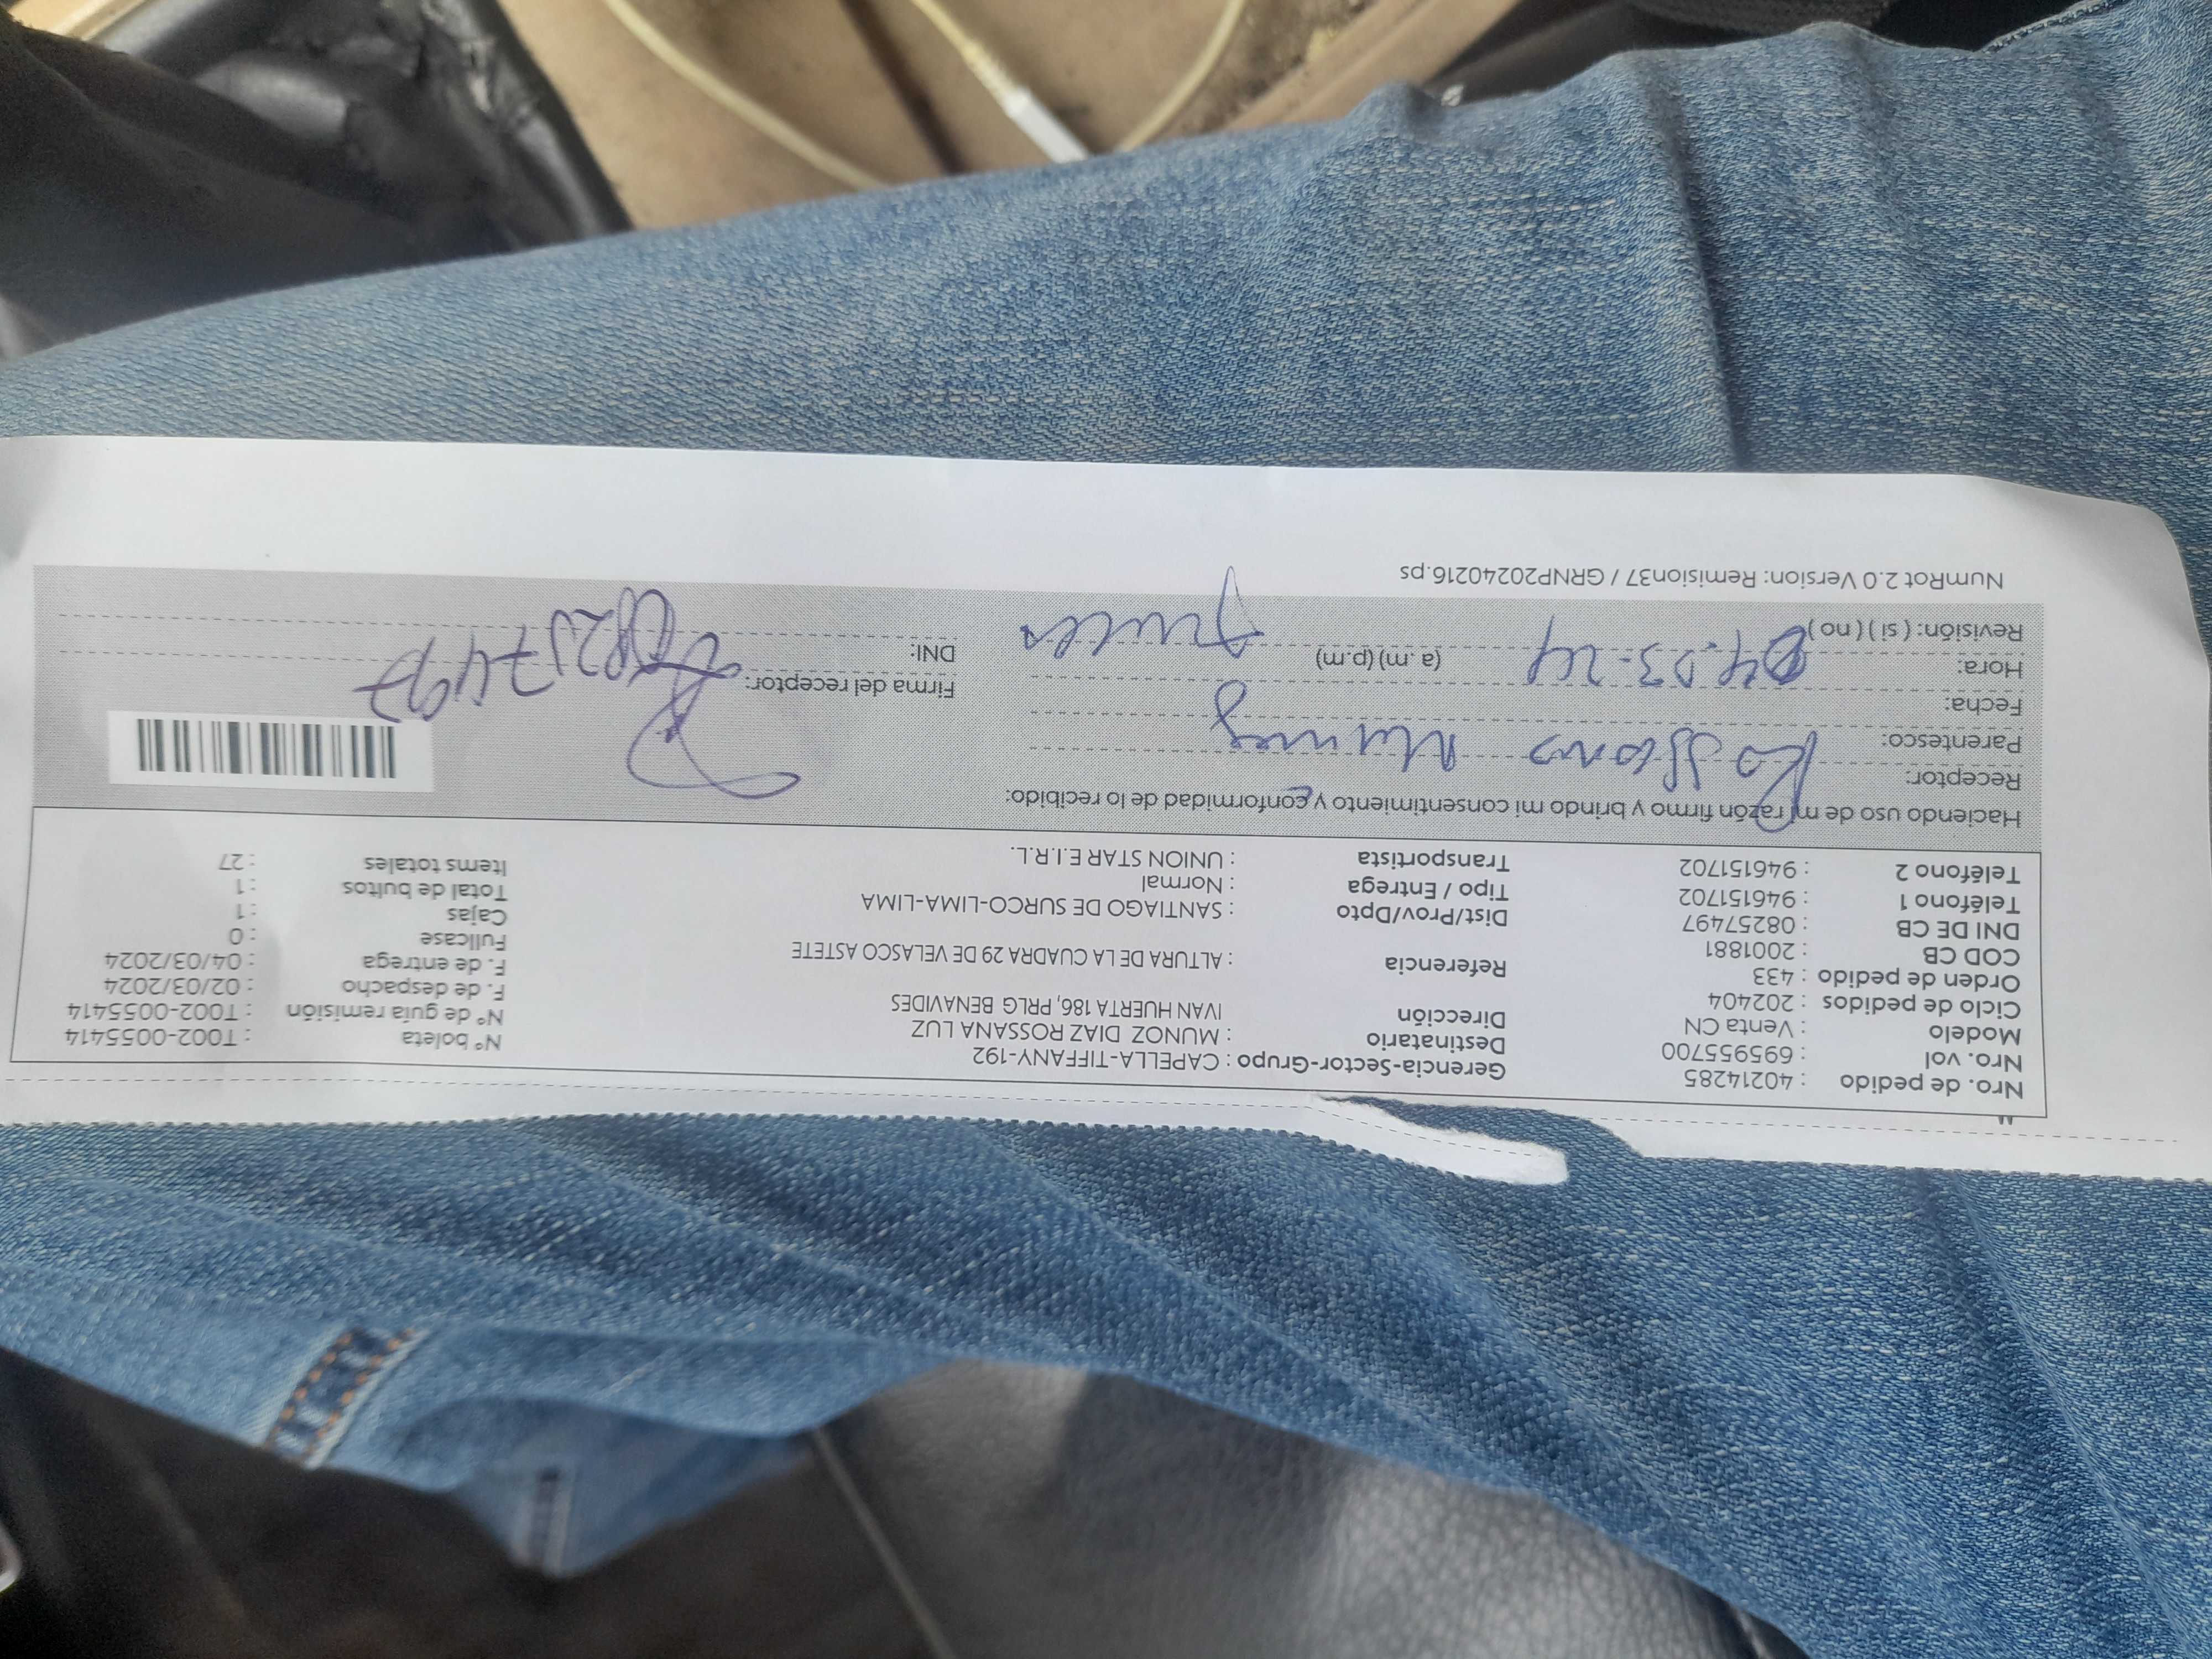 Nro. de pedido : 40214285 Gerencia-Sector-Grupo : CAPELLA-TIFFANY-192 N° boleta : T002-0055414
Nro. vol : 695955700 Destinatario : MUNOZ DIAZ ROSSANA LUZ N° de guía remisión : T002-0055414
Modelo : Venta CN Dirección IVAN HUERTA 186, PRLG BENAVIDES F. de despacho : 02/03/2024
Ciclo de pedidos : 202404 F. de entrega : 04/03/2024
Orden de pedido : 433 Referencia : ALTURA DE LA CUADRA 29 DE VELASCO ASTETE Fullcase : 0
COD CB : 2001881 Cajas : 1
DNI DE CB : 08257497 Dist/Prov/Dpto : SANTIAGO DE SURCO-LIMA-LIMA Total de bultos : 1
Teléfono 1 : 946151702 Tipo / Entrega : Normal Items totales : 27
Teléfono 2 : 946151702 Transportista : UNION STAR E.I.R.L.
Haciendo uso de mi razón firmo y brindo mi consentimiento y conformidad de lo recibido:
Receptor:
Parentesco:
Fecha: Firma del receptor:
Hora: 04.03-24 (a. m) (p.m) DNI: 08257497
Revisión: ( si ) ( no )
NumRot 2.0 Version: Remision37 / GRNP20240216.ps